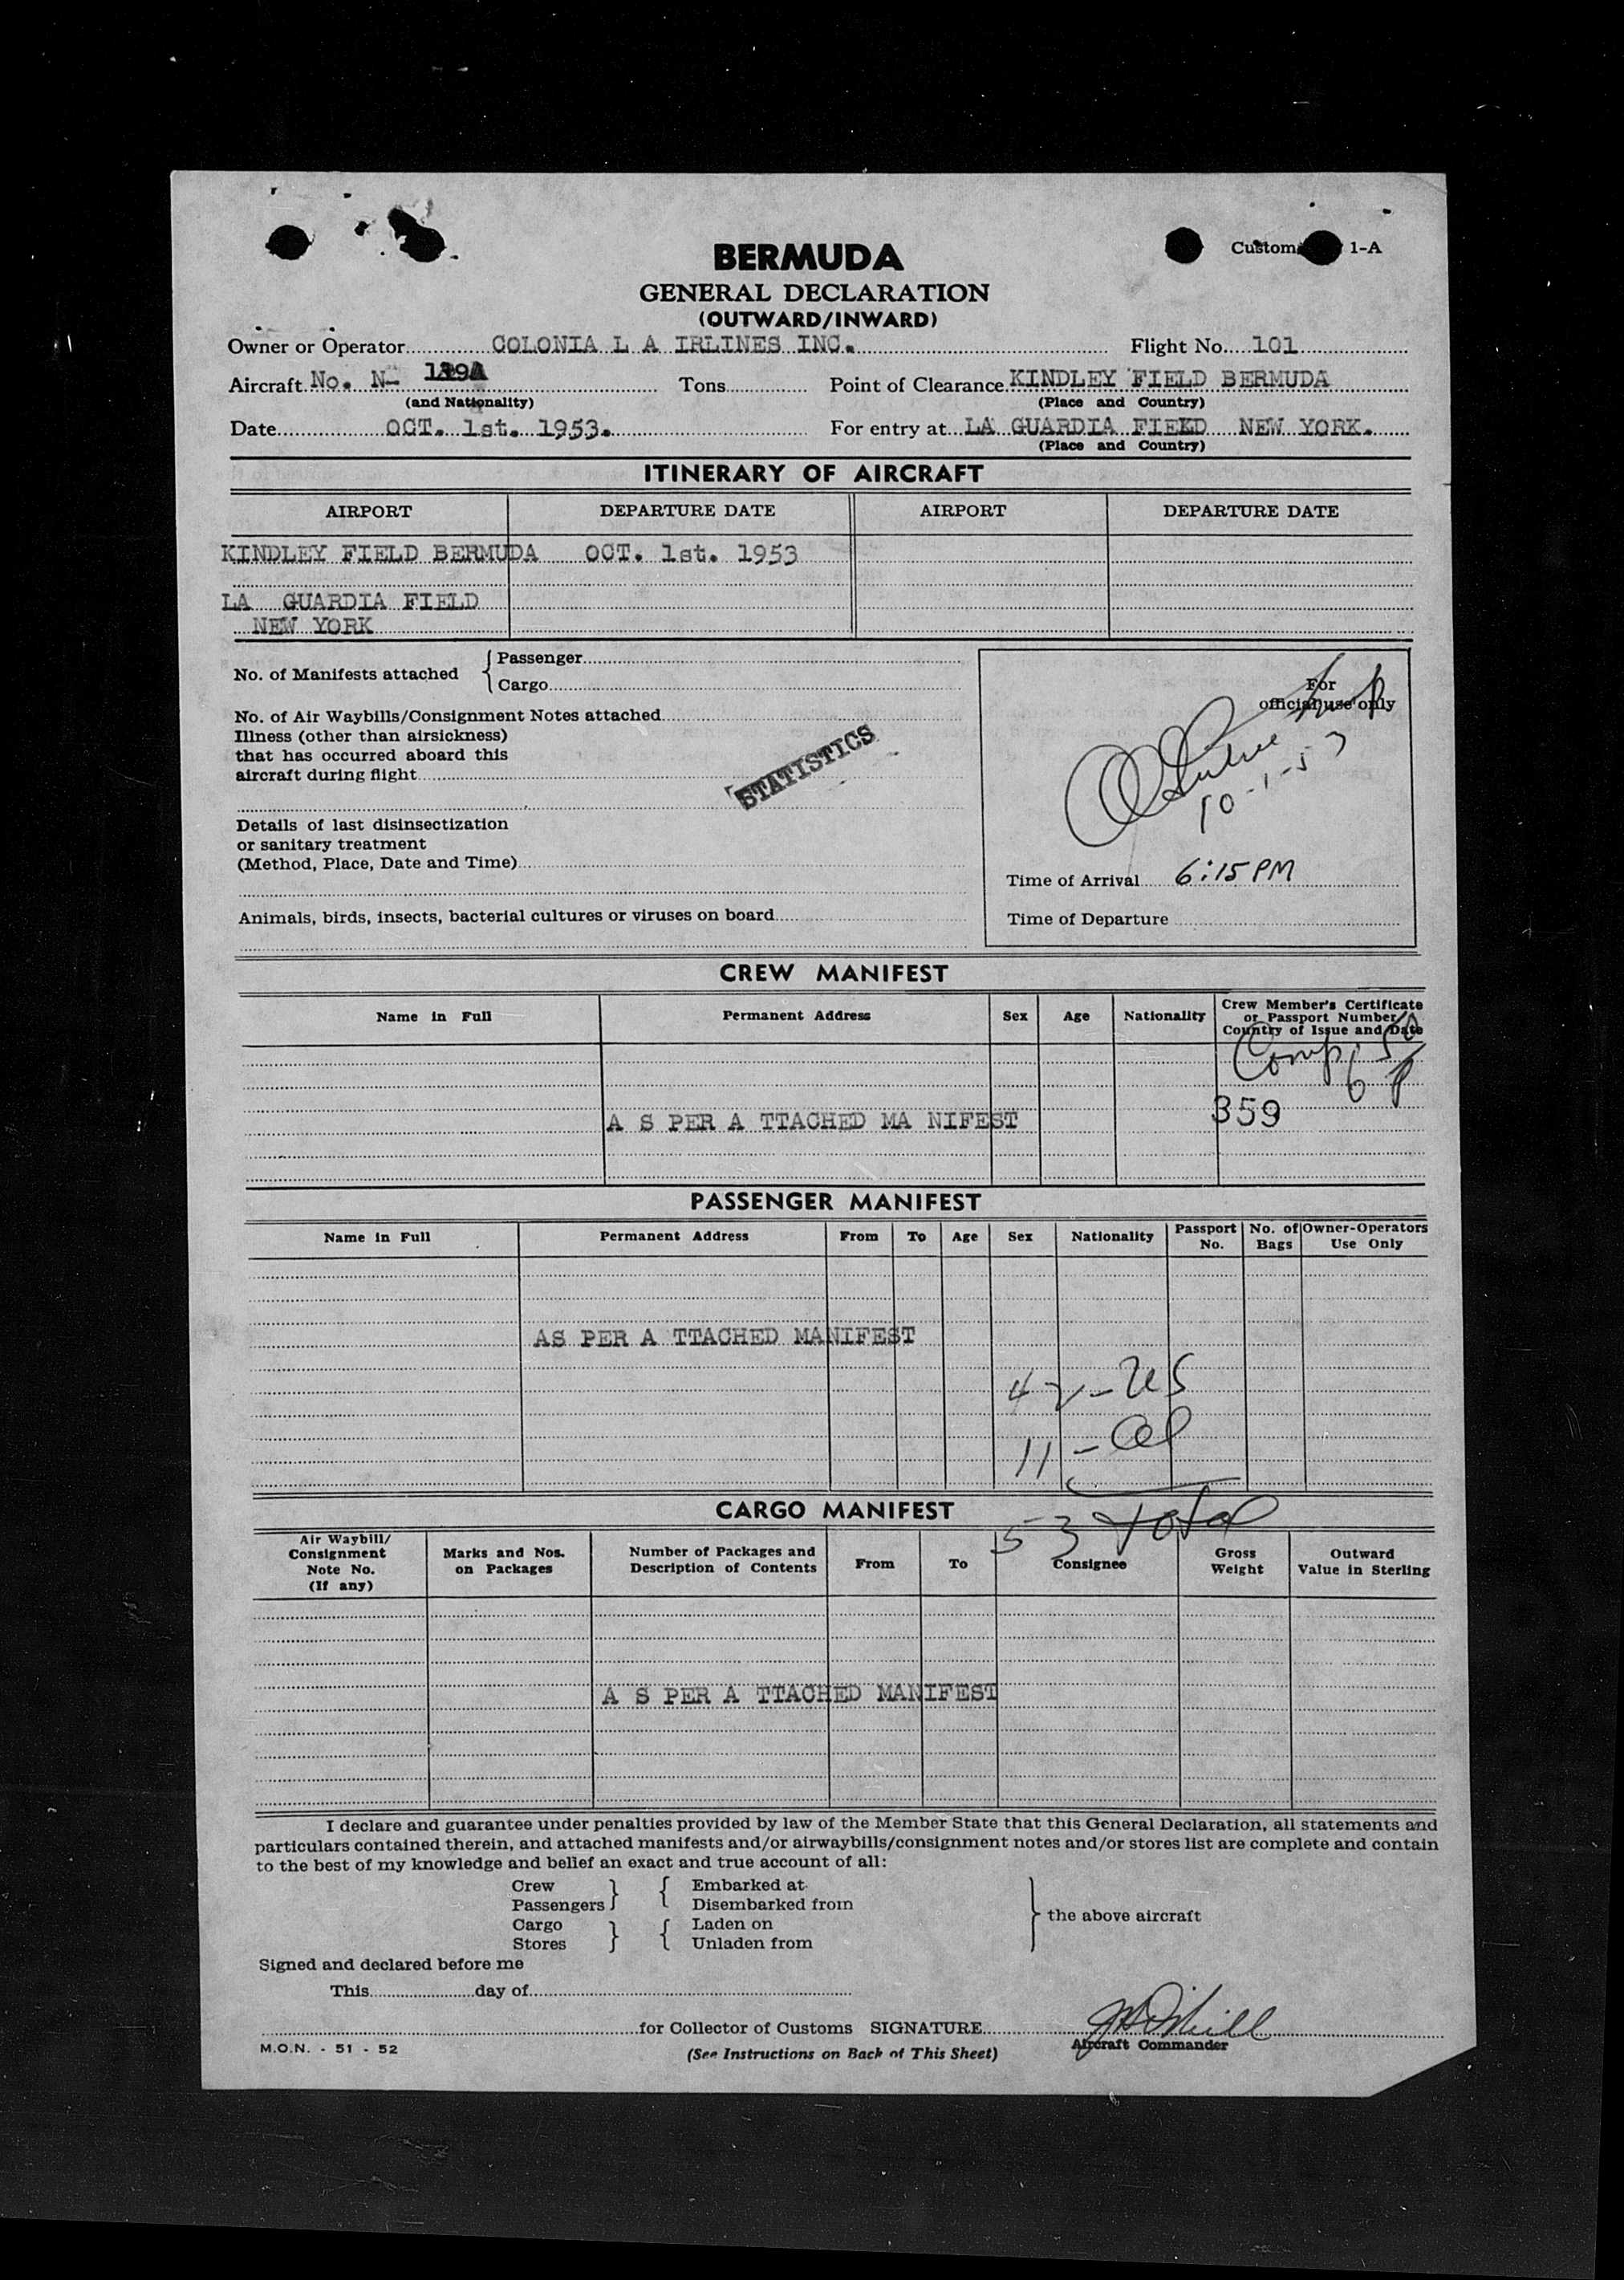 Custom 1-A
BERMUDA
GENERAL DECLARATION
(OUTWARD/INWARD)
Owner or Operator COLONIA L A IRLINES INC. Flight No. 101
Aircraft No. N- Tons Point of Clearance KINDLEY FIELD BERMUDA
(and Nationality) (Place and Country)
Date OCT. 1st. 1953. For entry at LA GUARDIA FIELD NEW YORK.
(Place and Country)
ITINERARY OF AIRCRAFT
AIRPORT DEPARTURE DATE AIRPORT DEPARTURE DATE
KINDLEY FIELD BERMUDA OCT. 1st. 1953
LA GUARDIA FIELD
NEW YORK
No. of Manifests attached { Passenger
Cargo
For
official use only
No. of Air Waybills/Consignment Notes attached
Illness (other than airsickness)
that has occurred aboard this
aircraft during flight
STATISTICS
10-1-53
Details of last disinsectization
or sanitary treatment
(Method, Place, Date and Time)
Time of Arrival 6:15 PM
Animals, birds, insects, bacterial cultures or viruses on board
Time of Departure
CREW MANIFEST
Name in Full Permanent Address Sex Age Nationality Crew Member's Certificate
or Passport Number
Country of Issue and Date
Comp.
6
359
A S PER A TTACHED MA NIFEST
PASSENGER MANIFEST
Name in Full Permanent Address From To Age Sex Nationality Passport No. No. of Bags Owner-Operators Use Only
AS PER A TTACHED MANIFEST
42-US
11-Al
53 total
CARGO MANIFEST
Air Waybill/ Consignment Note No. (If any) Marks and Nos. on Packages Number of Packages and Description of Contents From To Consignee Gross Weight Outward Value in Sterling
A S PER A TTACHED MANIFEST
I declare and guarantee under penalties provided by law of the Member State that this General Declaration, all statements and
particulars contained therein, and attached manifests and/or airwaybills/consignment notes and/or stores list are complete and contain
to the best of my knowledge and belief an exact and true account of all:
Crew } { Embarked at
Passengers Disembarked from
} the above aircraft
Cargo } { Laden on
Stores Unladen from
Signed and declared before me
This day of
for Collector of Customs SIGNATURE
Aircraft Commander
M.O.N. - 51 - 52 (See Instructions on Back of This Sheet)